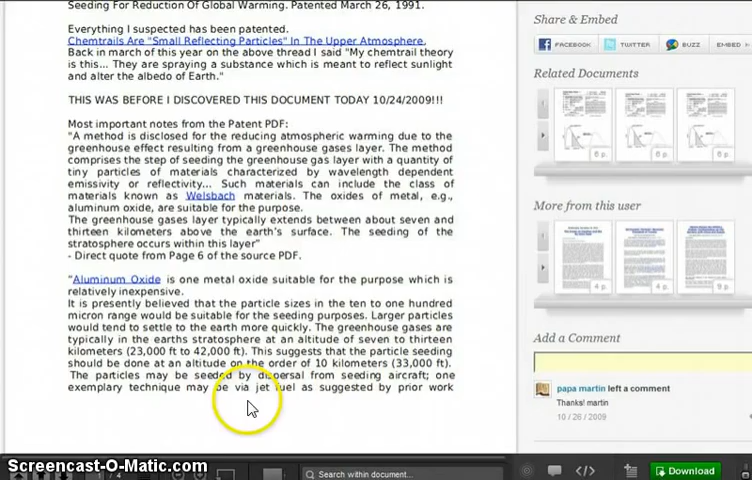 Seeding For Reduction Of Global Warming. Patented March 26, 1991.
Everything I suspected has been patented.
Chemtrails Are "Small Reflecting Particles" In The Upper Atmosphere.
Back in march of this year on the above thread I said "My chemtrail theory
is this... They are spraying a substance which is meant to reflect sunlight
and alter the albedo of Earth."
THIS WAS BEFORE I DISCOVERED THIS DOCUMENT TODAY 10/24/2009!!!
Most important notes from the Patent PDF:
"A method is disclosed for the reducing atmospheric warming due to the
greenhouse effect resulting from a greenhouse gases layer. The method
comprises the step of seeding the greenhouse gas layer with a quantity of
tiny particles of materials characterized by wavelength dependent
emissivity or reflectivity... Such materials can include the class of
materials known as Welsbach materials. The oxides of metal, e.g.,
aluminum oxide, are suitable for the purpose.
The greenhouse gases layer typically extends between about seven and
thirteen kilometers above the earth's surface. The seeding of the
stratosphere occurs within this layer"
- Direct quote from Page 6 of the source PDF.
"Aluminum Oxide is one metal oxide suitable for the purpose which is
relatively inexpensive.
It is presently believed that the particle sizes in the ten to one hundred
micron range would be suitable for the seeding purposes. Larger particles
would tend to settle to the earth more quickly. The greenhouse gases are
typically in the earths stratosphere at an altitude of seven to thirteen
kilometers (23,000 ft to 42,000 ft). This suggests that the particle seeding
should be done at an altitude on the order of 10 kilometers (33,000 ft).
The particles may be seeded by dispersal from seeding aircraft; one
exemplary technique may be via jet fuel as suggested by prior work
Share & Embed
FACEBOOK TWITTER BUZZ EMBED
Related Documents
6 p. 6 p. 6 p.
More from this user
4 p. 4 p. 9 p.
Add a Comment
papa martin left a comment
Thanks! martin
10 / 26 / 2009
Screencast-O-Matic.com
/ 4
Search within document...
Download